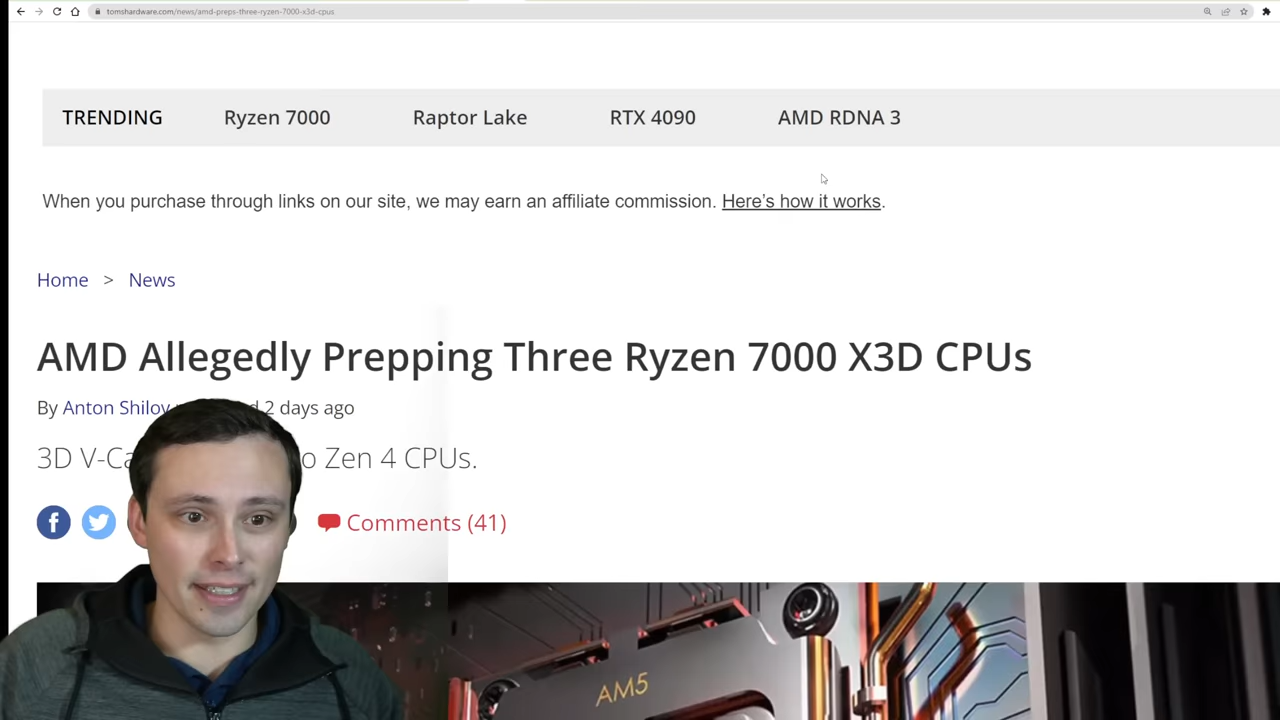 tomshardware.com/news/amd-preps-three-ryzen-7000-x3d-cpus
TRENDING Ryzen 7000 Raptor Lake RTX 4090 AMD RDNA 3
When you purchase through links on our site, we may earn an affiliate commission. Here's how it works.
Home > News
AMD Allegedly Prepping Three Ryzen 7000 X3D CPUs
By Anton Shilov 2 days ago
3D Zen 4 CPUs.
Comments (41)
AM5